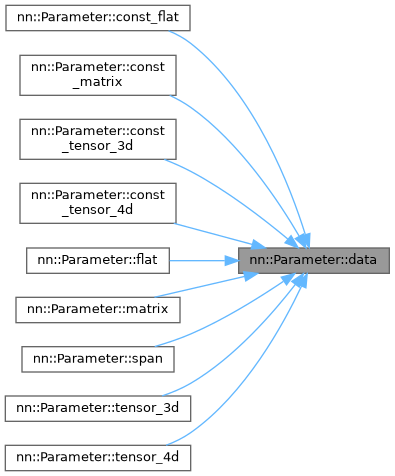 nn::Parameter::const_flat
nn::Parameter::const
_matrix
nn::Parameter::const
_tensor_3d
nn::Parameter::const
_tensor_4d
nn::Parameter::flat
nn::Parameter::data
nn::Parameter::matrix
nn::Parameter::span
nn::Parameter::tensor_3d
nn::Parameter::tensor_4d